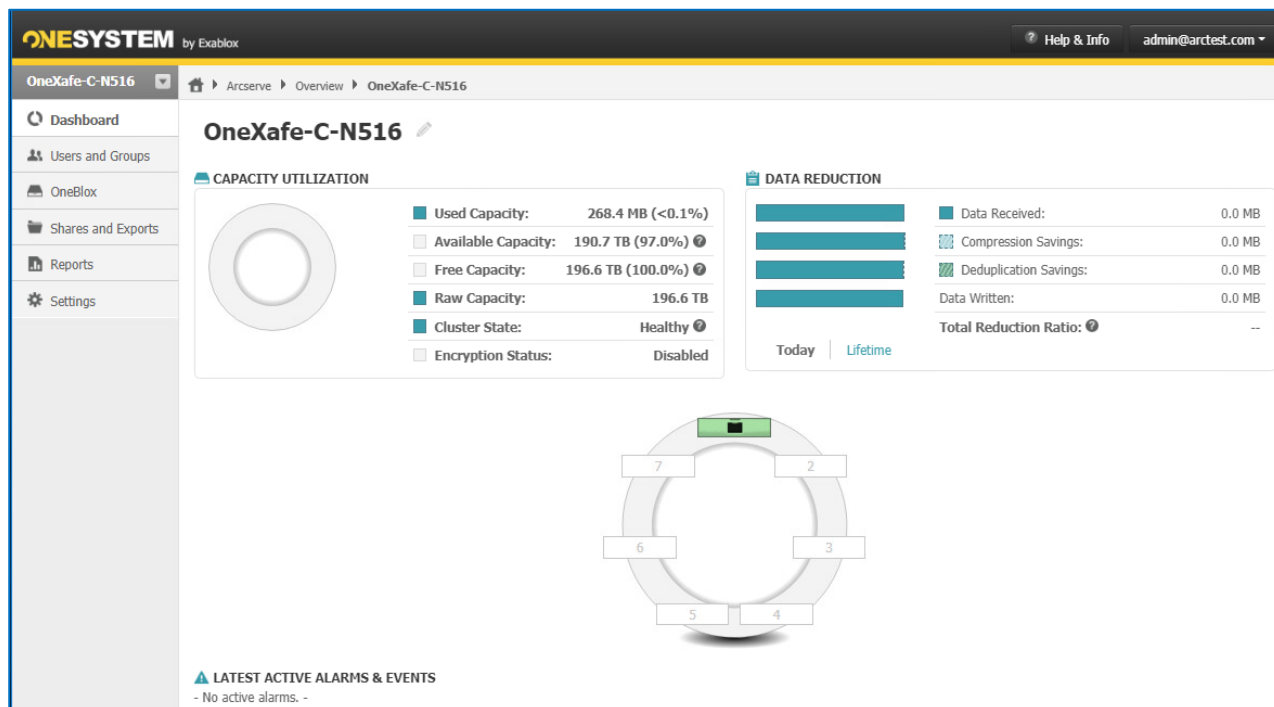 ONESYSTEM by Exablox
? Help & Info
admin@arctest.com
OneXafe-C-N516
Arcserve Overview OneXafe-C-N516
Dashboard
Users and Groups
OneBlox
Shares and Exports
Reports
Settings
OneXafe-C-N516
CAPACITY UTILIZATION
Used Capacity: 268.4 MB (<0.1%)
Available Capacity: 190.7 TB (97.0%) ?
Free Capacity: 196.6 TB (100.0%) ?
Raw Capacity: 196.6 TB
Cluster State: Healthy ?
Encryption Status: Disabled
DATA REDUCTION
Data Received: 0.0 MB
Compression Savings: 0.0 MB
Deduplication Savings: 0.0 MB
Data Written: 0.0 MB
Total Reduction Ratio: ? --
Today Lifetime
7 2
6 3
5 4
LATEST ACTIVE ALARMS & EVENTS
- No active alarms. -